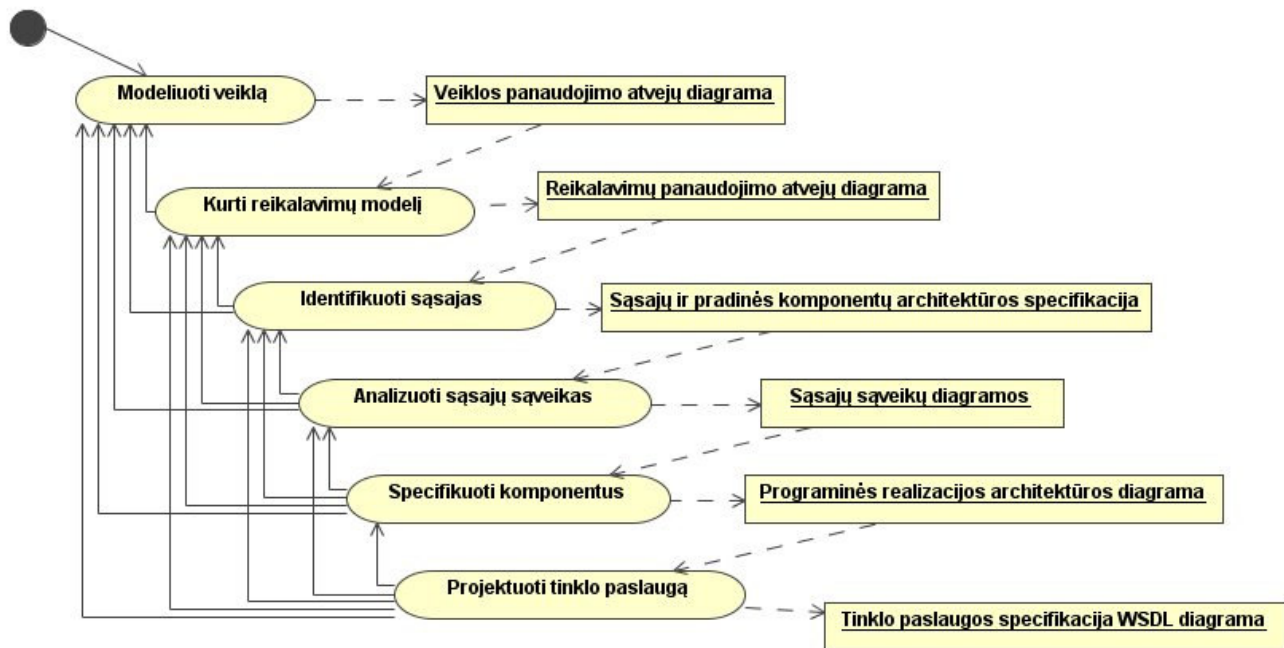 Modeliuoti veiklą
Veiklos panaudojimo atvejų diagrama
Kurti reikalavimų modelį
Reikalavimų panaudojimo atvejų diagrama
Identifikuoti sąsajas
Sąsajų ir pradinės komponentų architektūros specifikacija
Analizuoti sąsajų sąveikas
Sąsajų sąveikų diagramos
Specifikuoti komponentus
Programinės realizacijos architektūros diagrama
Projektuoti tinklo paslaugą
Tinklo paslaugos specifikacija WSDL diagrama